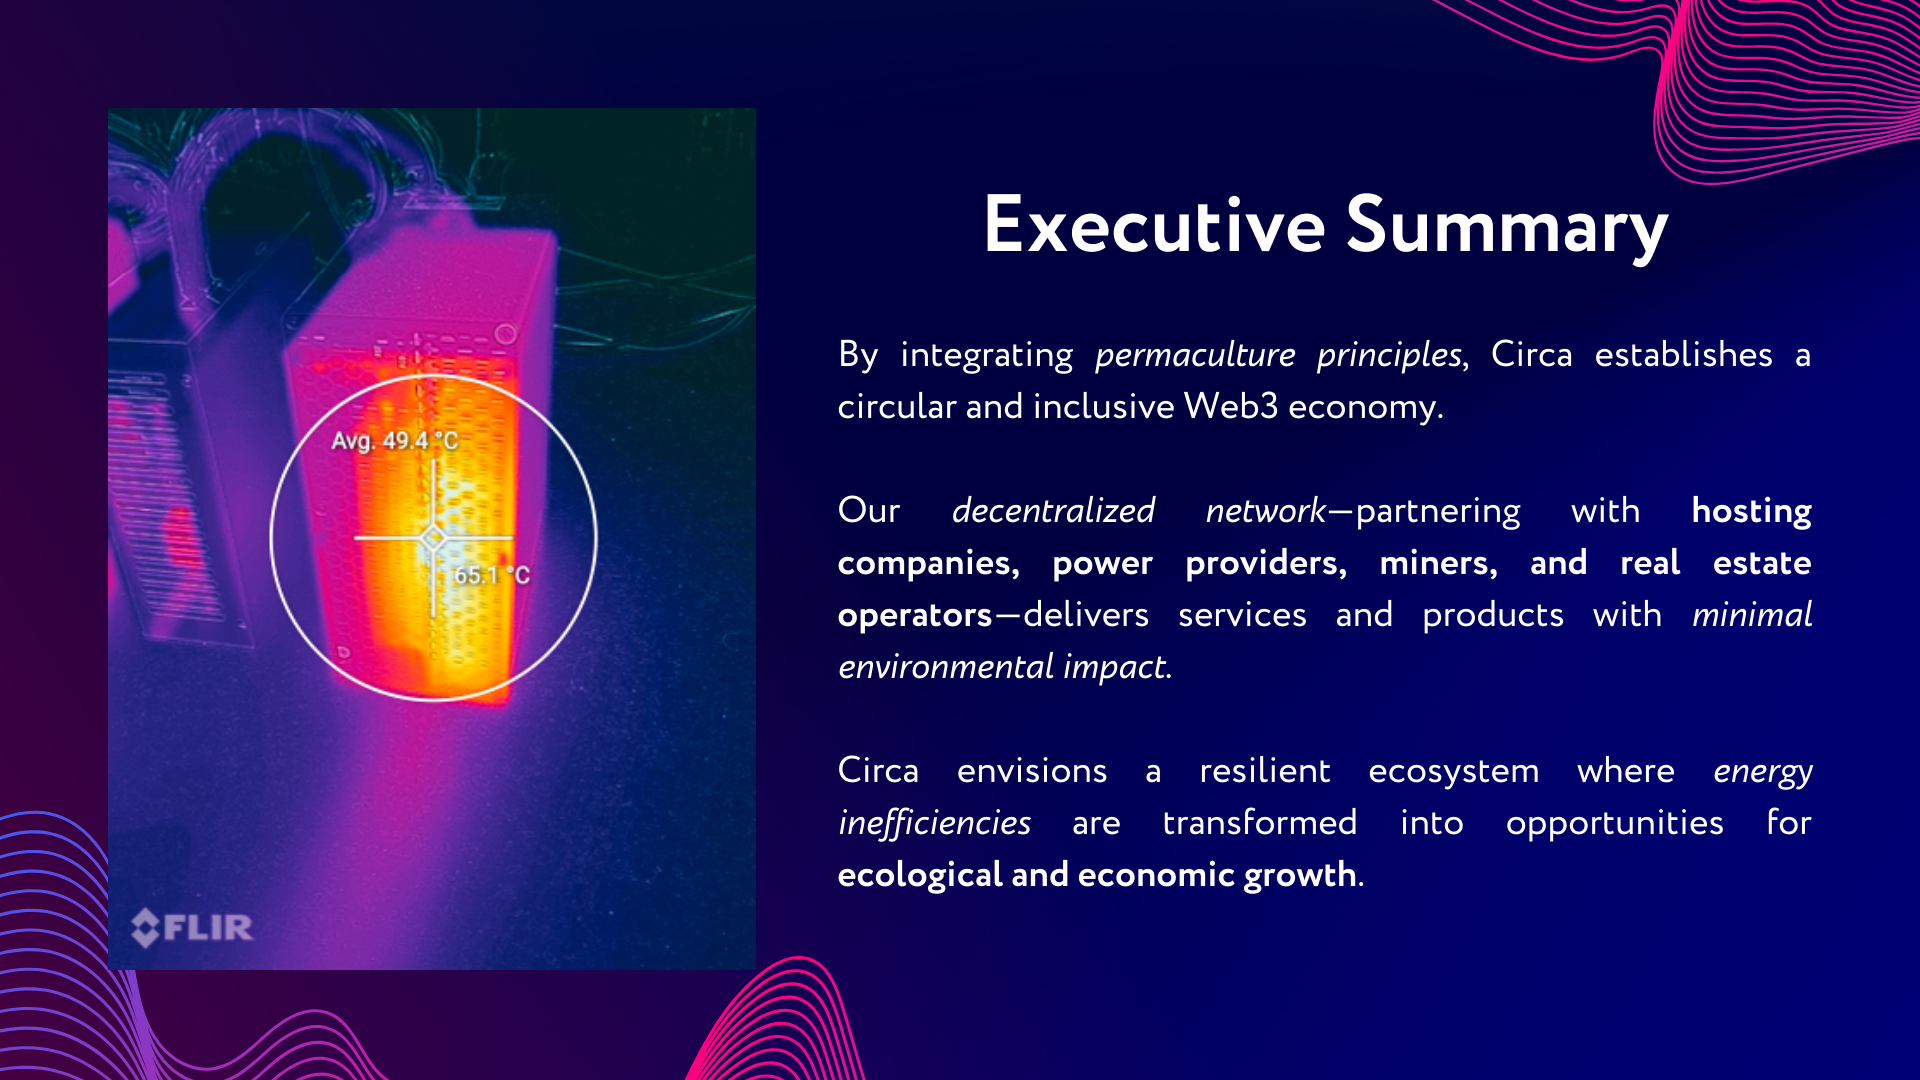 Executive Summary
By integrating permaculture principles, Circa establishes a
circular and inclusive Web3 economy.
Our decentralized network—partnering with hosting
companies, power providers, miners, and real estate
operators—delivers services and products with minimal
environmental impact.
Circa envisions a resilient ecosystem where energy
inefficiencies are transformed into opportunities for
ecological and economic growth.
Avg. 49.4 °C
65.1 °C
FLIR